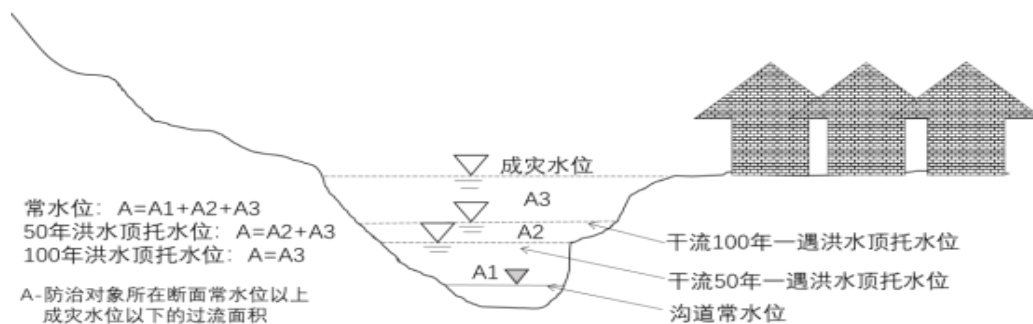 成灾水位
A3
常水位：A=A1+A2+A3
50年洪水顶托水位：A=A2+A3
100年洪水顶托水位：A=A3
A2
干流100年一遇洪水顶托水位
A1
干流50年一遇洪水顶托水位
A-防治对象所在断面常水位以上
成灾水位以下的过流面积
沟道常水位